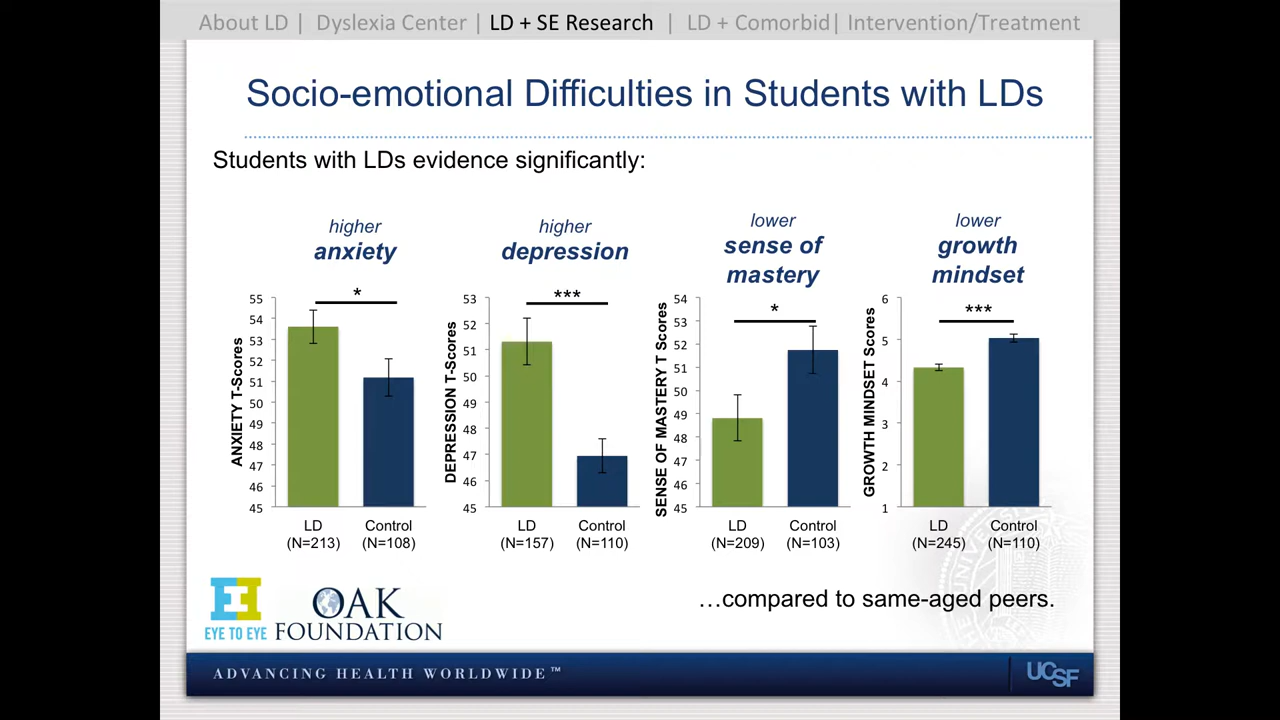 About LD | Dyslexia Center | LD + SE Research | LD + Comorbid| Intervention/Treatment
Socio-emotional Difficulties in Students with LDs
Students with LDs evidence significantly:
higher
anxiety
*
ANXIETY T-Scores
55
54
53
52
51
50
49
48
47
46
45
LD
(N=213)
Control
(N=108)
higher
depression
***
DEPRESSION T-Scores
53
52
51
50
49
48
47
46
45
LD
(N=157)
Control
(N=110)
lower
sense of
mastery
*
SENSE OF MASTERY T Scores
54
53
52
51
50
49
48
47
46
45
LD
(N=209)
Control
(N=103)
lower
growth
mindset
***
GROWTH MINDSET Scores
6
5
4
3
2
1
LD
(N=245)
Control
(N=110)
EYE TO EYE
OAK
FOUNDATION
…compared to same-aged peers.
ADVANCING HEALTH WORLDWIDE™
UCSF